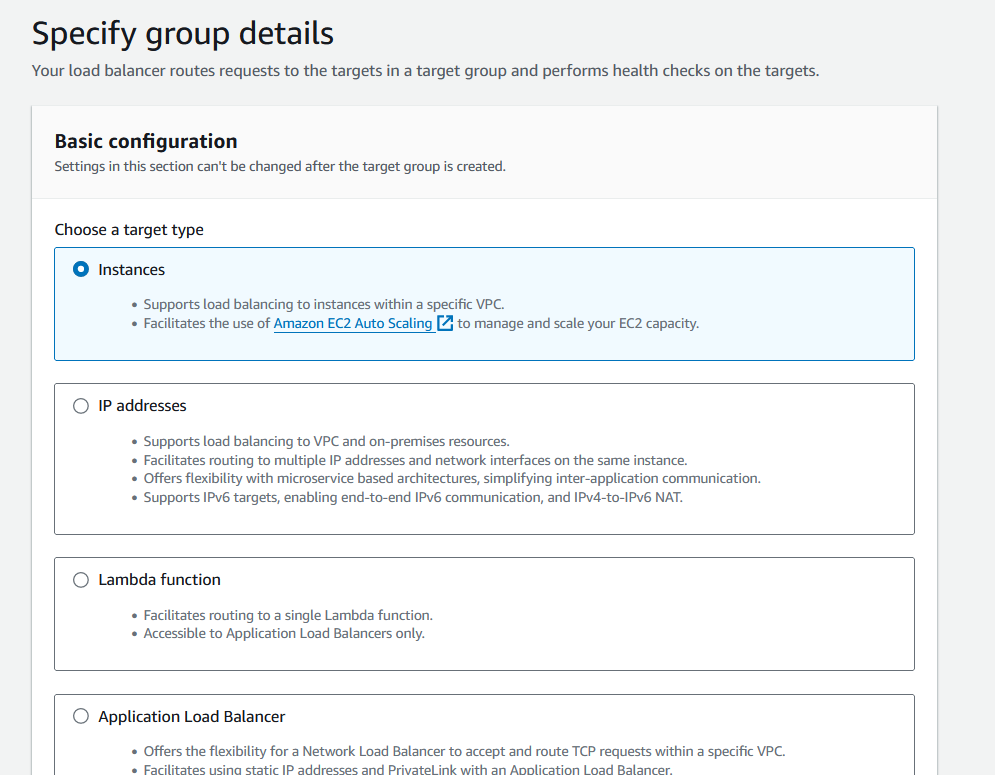 Specify group details
Your load balancer routes requests to the targets in a target group and performs health checks on the targets.
Basic configuration
Settings in this section can't be changed after the target group is created.
Choose a target type
Instances
• Supports load balancing to instances within a specific VPC.
• Facilitates the use of Amazon EC2 Auto Scaling to manage and scale your EC2 capacity.
IP addresses
• Supports load balancing to VPC and on-premises resources.
• Facilitates routing to multiple IP addresses and network interfaces on the same instance.
• Offers flexibility with microservice based architectures, simplifying inter-application communication.
• Supports IPv6 targets, enabling end-to-end IPv6 communication, and IPv4-to-IPv6 NAT.
Lambda function
• Facilitates routing to a single Lambda function.
• Accessible to Application Load Balancers only.
Application Load Balancer
• Offers the flexibility for a Network Load Balancer to accept and route TCP requests within a specific VPC.
• Facilitates using static IP addresses and PrivateLink with an Application Load Balancer.